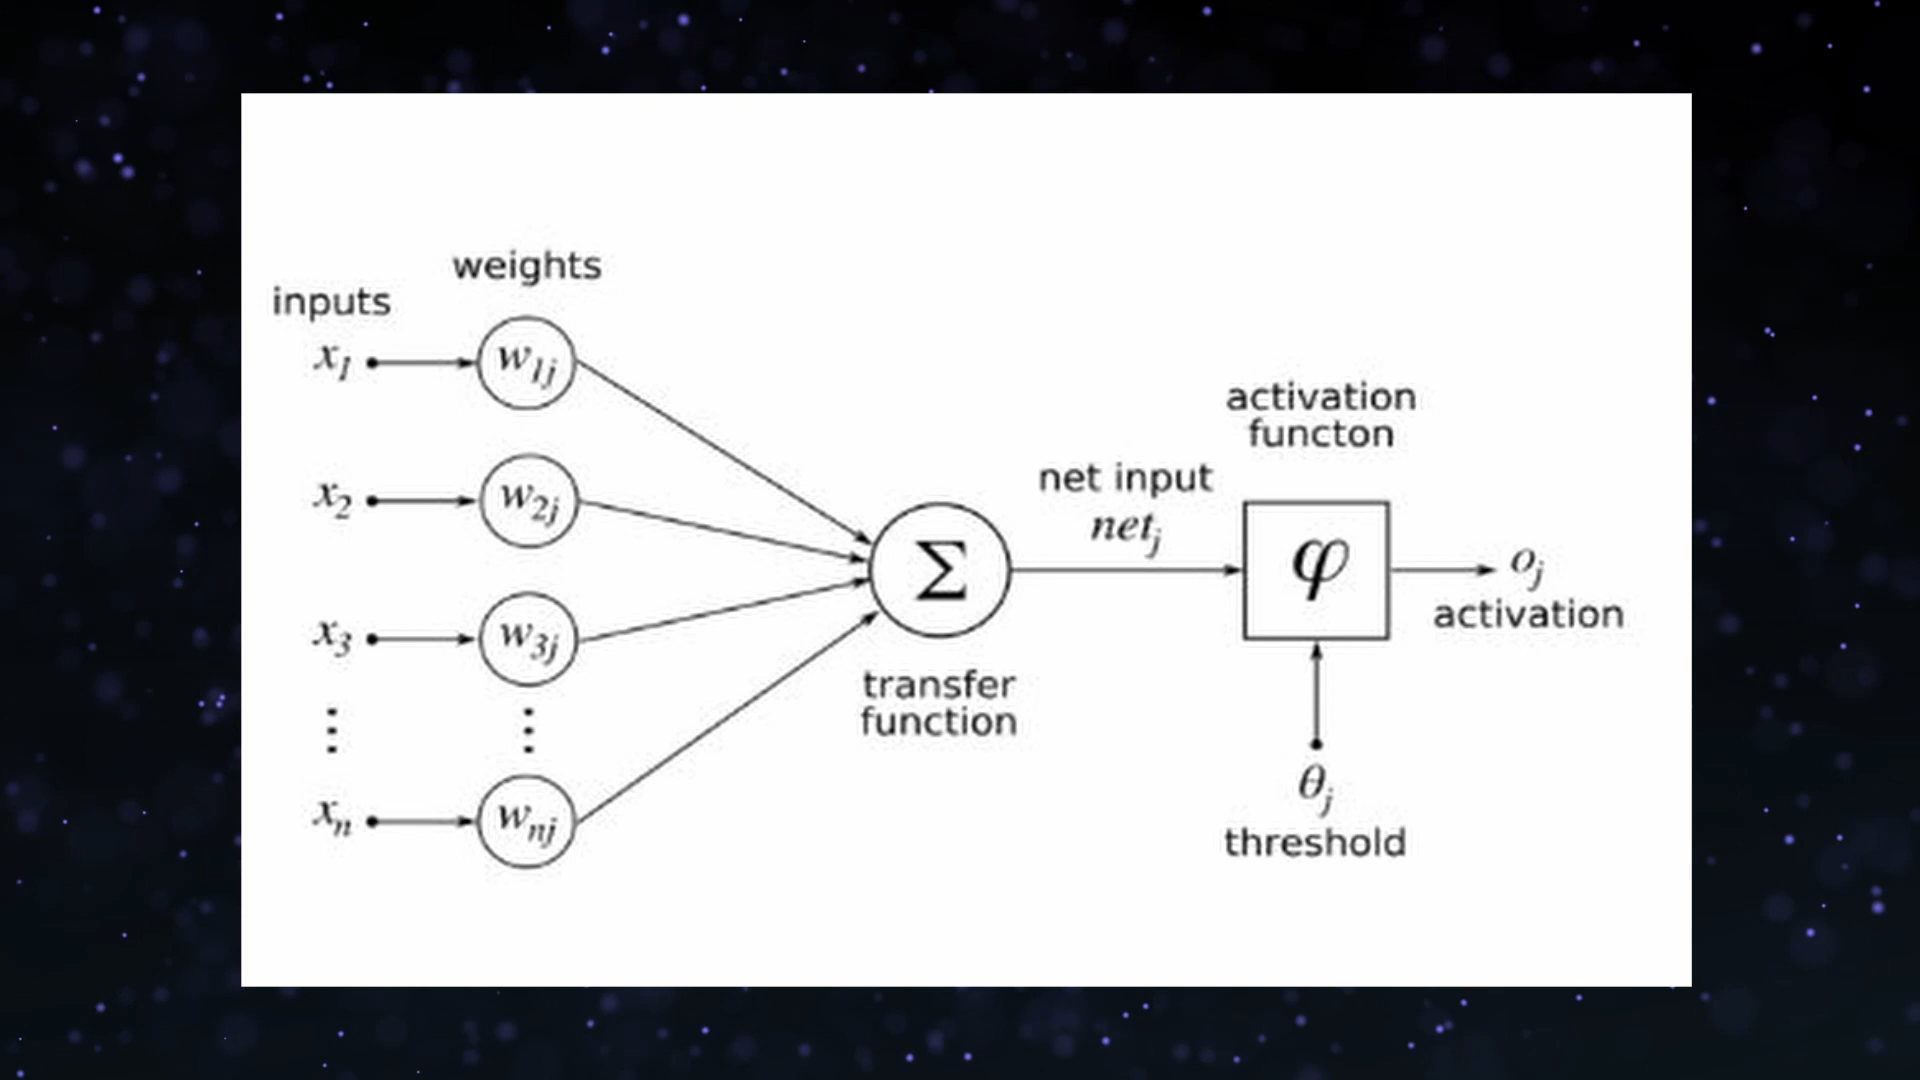 weights
inputs
x1
w1j
x2
w2j
x3
w3j
xn
wnj
Σ
transfer
function
net input
netj
activation
functon
φ
oj
activation
θj
threshold